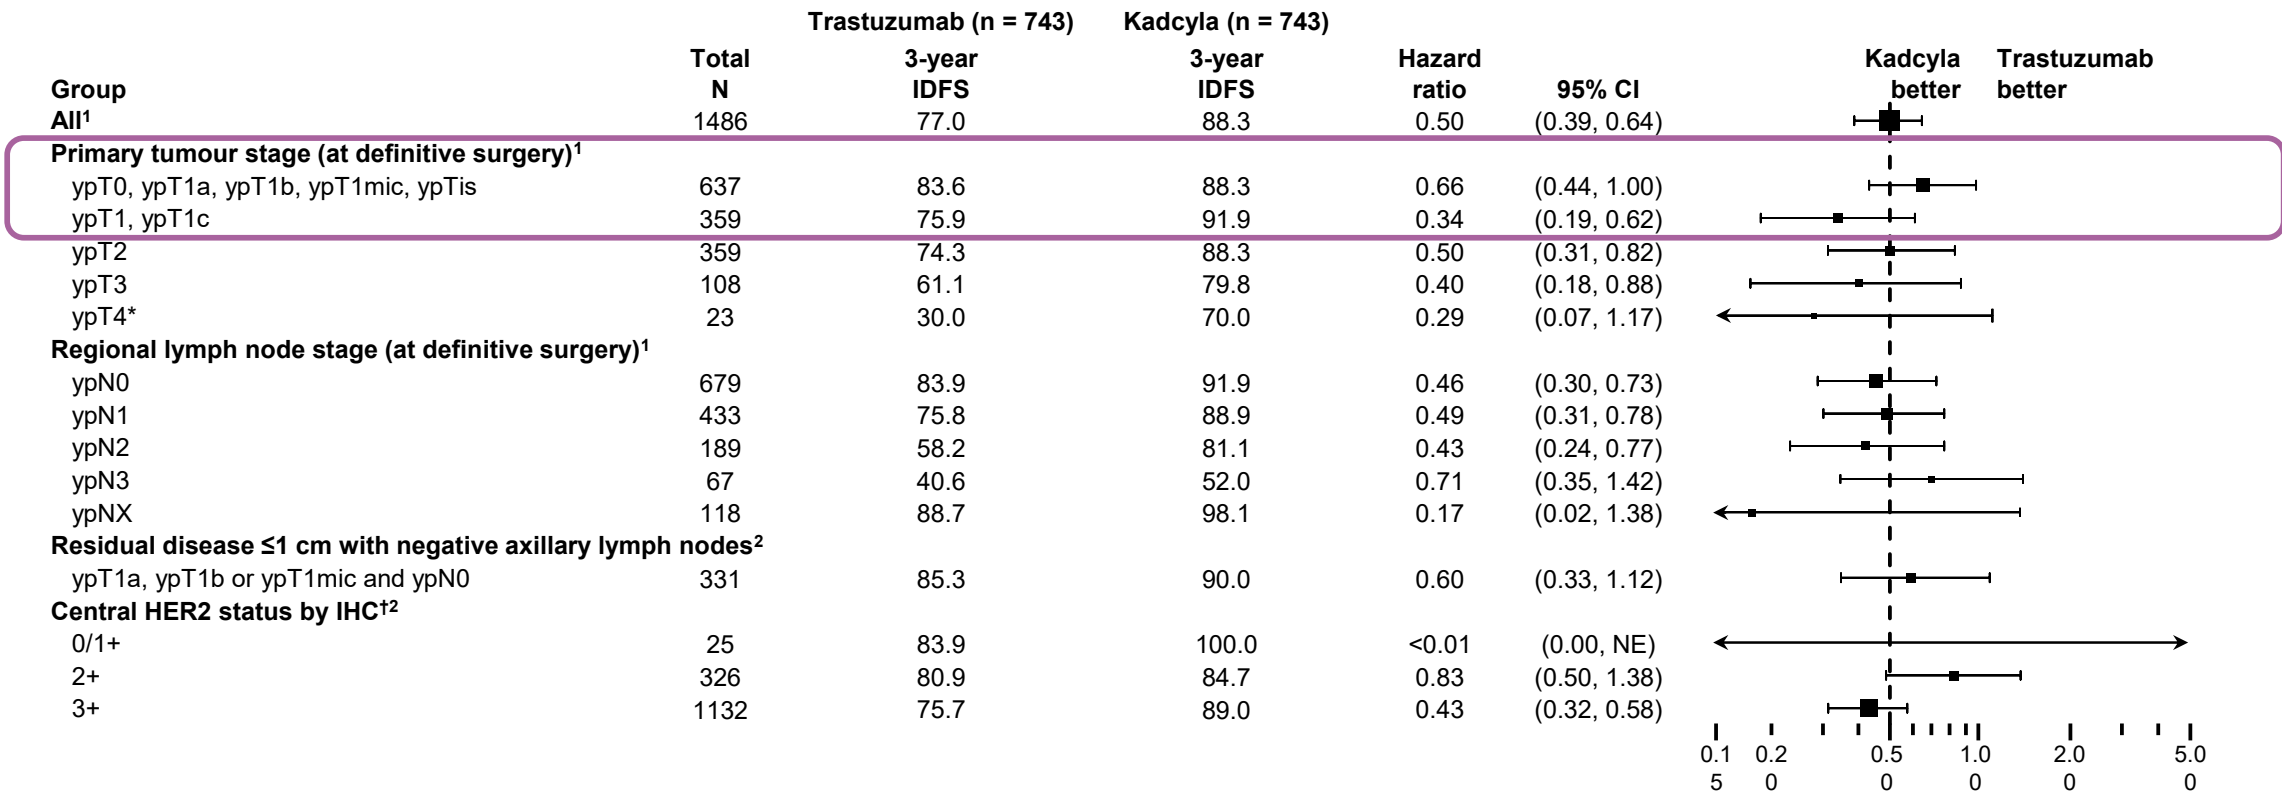 Trastuzumab (n = 743) Kadcyla (n = 743)
Total 3-year 3-year Hazard Kadcyla Trastuzumab
Group N IDFS IDFS ratio 95% CI better better
All¹ 1486 77.0 88.3 0.50 (0.39, 0.64)
Primary tumour stage (at definitive surgery)¹
ypT0, ypT1a, ypT1b, ypT1mic, ypTis 637 83.6 88.3 0.66 (0.44, 1.00)
ypT1, ypT1c 359 75.9 91.9 0.34 (0.19, 0.62)
ypT2 359 74.3 88.3 0.50 (0.31, 0.82)
ypT3 108 61.1 79.8 0.40 (0.18, 0.88)
ypT4* 23 30.0 70.0 0.29 (0.07, 1.17)
Regional lymph node stage (at definitive surgery)¹
ypN0 679 83.9 91.9 0.46 (0.30, 0.73)
ypN1 433 75.8 88.9 0.49 (0.31, 0.78)
ypN2 189 58.2 81.1 0.43 (0.24, 0.77)
ypN3 67 40.6 52.0 0.71 (0.35, 1.42)
ypNX 118 88.7 98.1 0.17 (0.02, 1.38)
Residual disease ≤1 cm with negative axillary lymph nodes²
ypT1a, ypT1b or ypT1mic and ypN0 331 85.3 90.0 0.60 (0.33, 1.12)
Central HER2 status by IHC†²
0/1+ 25 83.9 100.0 <0.01 (0.00, NE)
2+ 326 80.9 84.7 0.83 (0.50, 1.38)
3+ 1132 75.7 89.0 0.43 (0.32, 0.58)
0.1 0.2 0.5 1.0 2.0 5.0
5 0 0 0 0 0